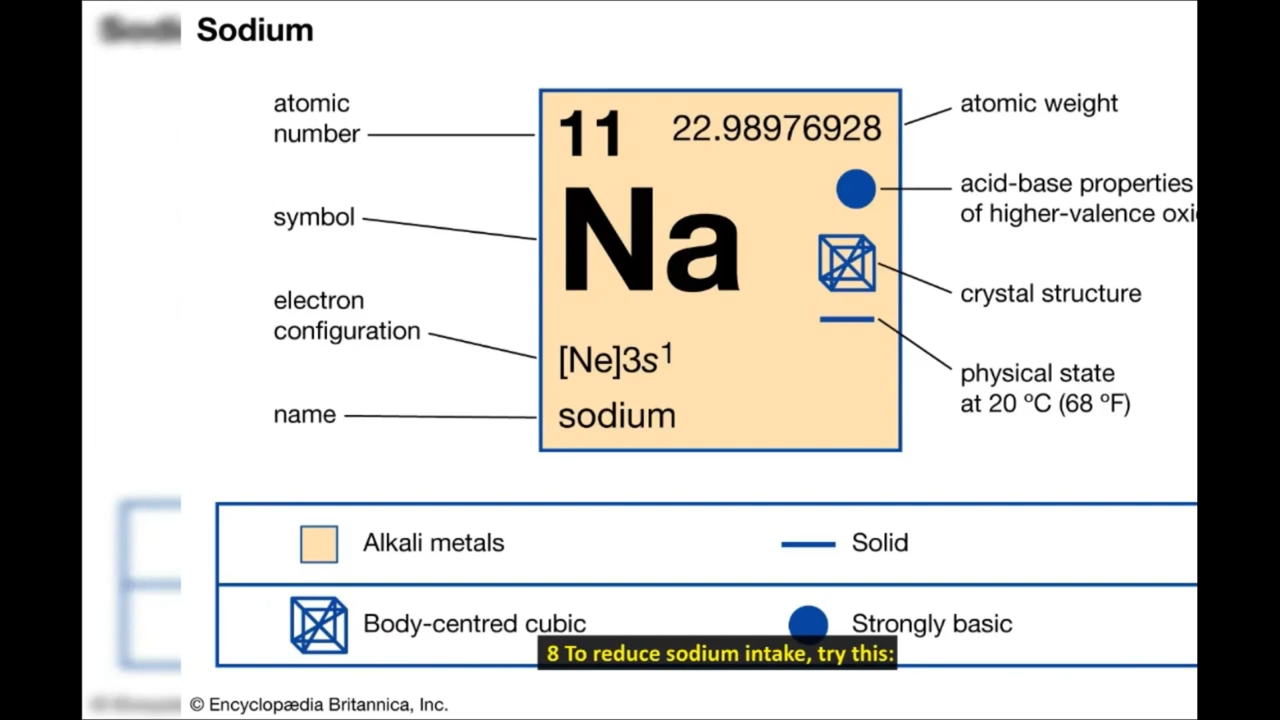 Sodium
atomic
number
symbol
electron
configuration
name
11
22.98976928
Na
[Ne]3s¹
sodium
atomic weight
acid-base properties
of higher-valence oxi
crystal structure
physical state
at 20 ºC (68 ºF)
Alkali metals
Solid
Body-centred cubic
Strongly basic
8 To reduce sodium intake, try this:
© Encyclopædia Britannica, Inc.